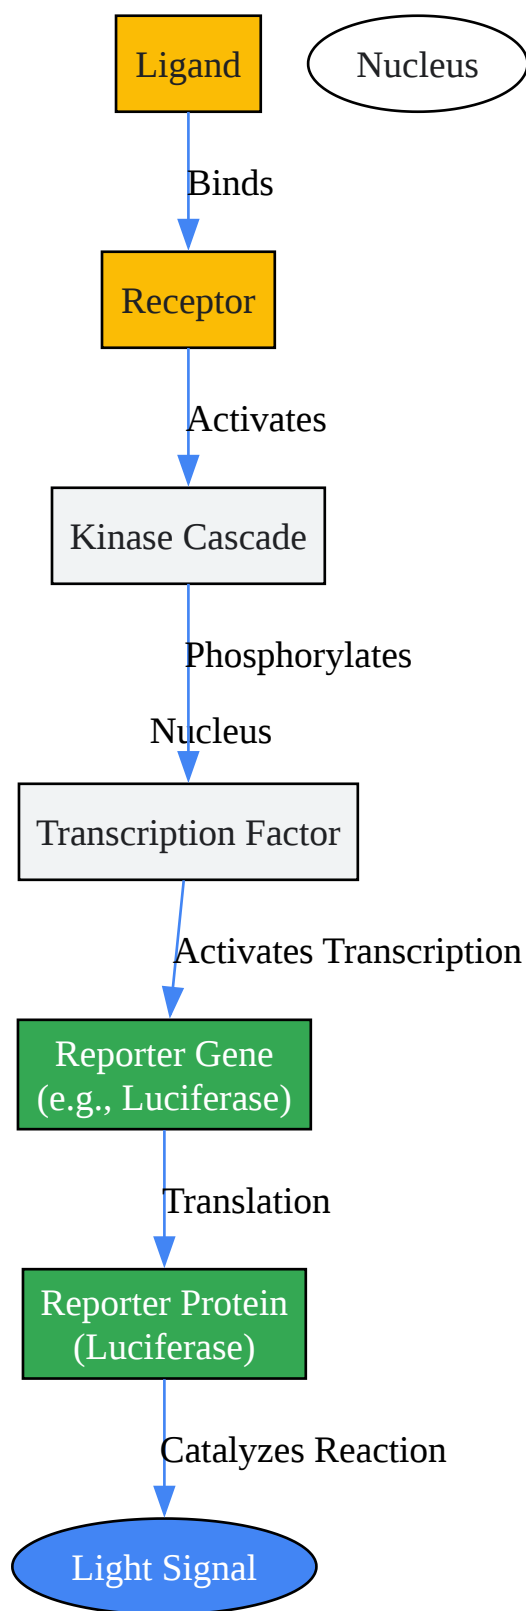 Ligand
Nucleus
Binds
Receptor
Activates
Kinase Cascade
Phosphorylates
Nucleus
Transcription Factor
Activates Transcription
Reporter Gene
(e.g., Luciferase)
Translation
Reporter Protein
(Luciferase)
Catalyzes Reaction
Light Signal